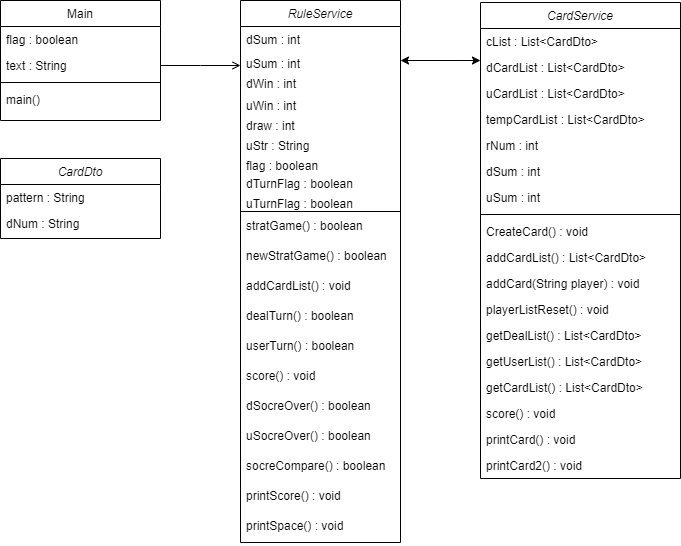 Main
flag : boolean
text : String
main()
CardDto
pattern : String
dNum : String
RuleService
dSum : int
uSum : int
dWin : int
uWin : int
draw : int
uStr : String
flag : boolean
dTurnFlag : boolean
uTurnFlag : boolean
stratGame() : boolean
newStratGame() : boolean
addCardList() : void
dealTurn() : boolean
userTurn() : boolean
score() : void
dSocreOver() : boolean
uSocreOver() : boolean
socreCompare() : boolean
printScore() : void
printSpace() : void
CardService
cList : List<CardDto>
dCardList : List<CardDto>
uCardList : List<CardDto>
tempCardList : List<CardDto>
rNum : int
dSum : int
uSum : int
CreateCard() : void
addCardList() : List<CardDto>
addCard(String player) : void
playerListReset() : void
getDealList() : List<CardDto>
getUserList() : List<CardDto>
getCardList() : List<CardDto>
score() : void
printCard() : void
printCard2() : void